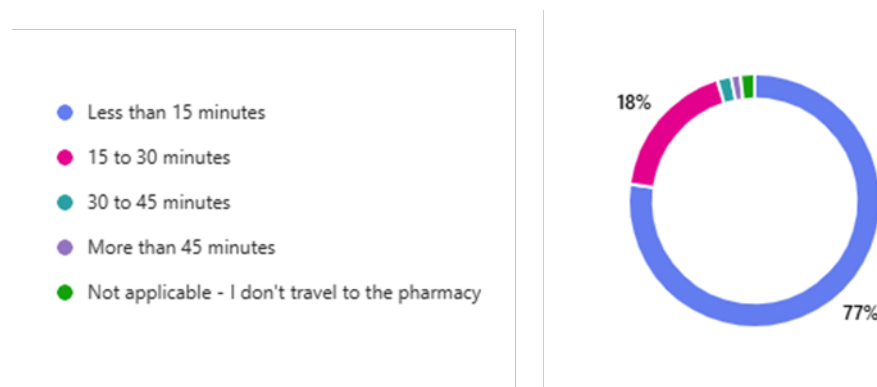 Less than 15 minutes
15 to 30 minutes
30 to 45 minutes
More than 45 minutes
Not applicable - I don't travel to the pharmacy
18%
77%